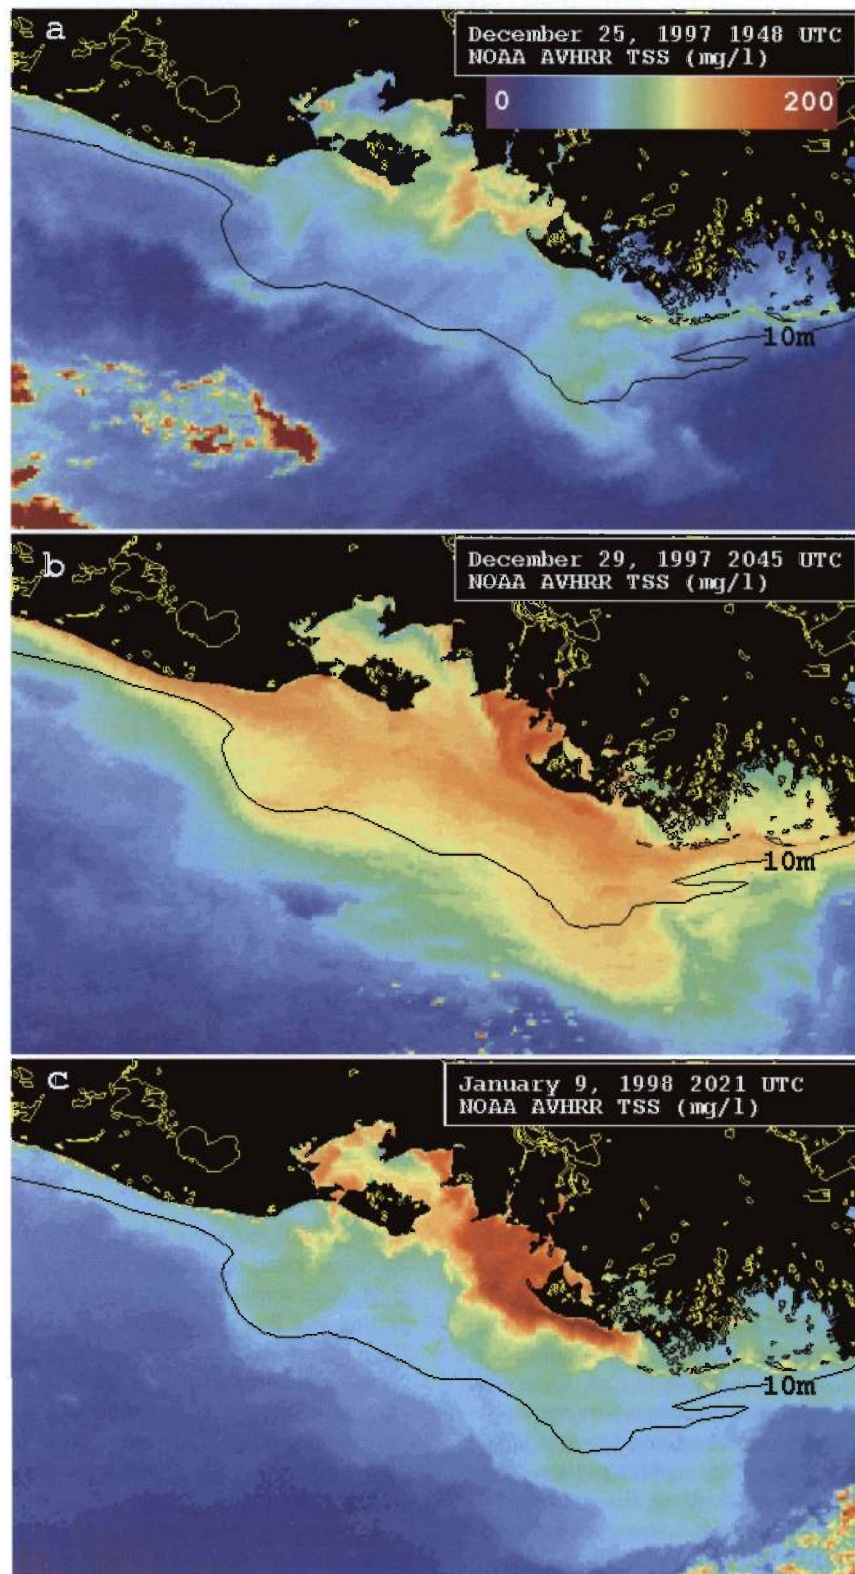 a
December 25, 1997 1948 UTC
NOAA AVHRR TSS (mg/l)
0 200
10m
b
December 29, 1997 2045 UTC
NOAA AVHRR TSS (mg/l)
10m
c
January 9, 1998 2021 UTC
NOAA AVHRR TSS (mg/l)
10m